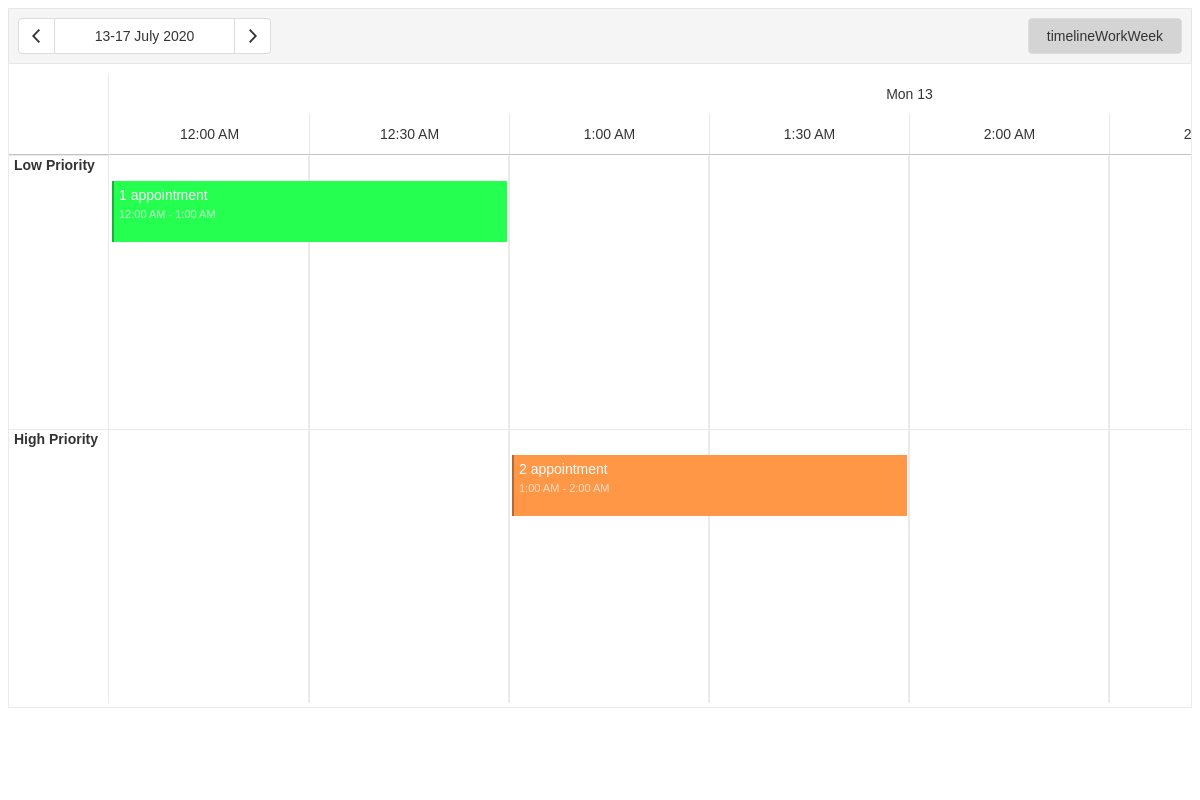 13-17 July 2020
timelineWorkWeek
Mon 13
12:00 AM
12:30 AM
1:00 AM
1:30 AM
2:00 AM
2
Low Priority
1 appointment
12:00 AM - 1:00 AM
High Priority
2 appointment
1:00 AM - 2:00 AM